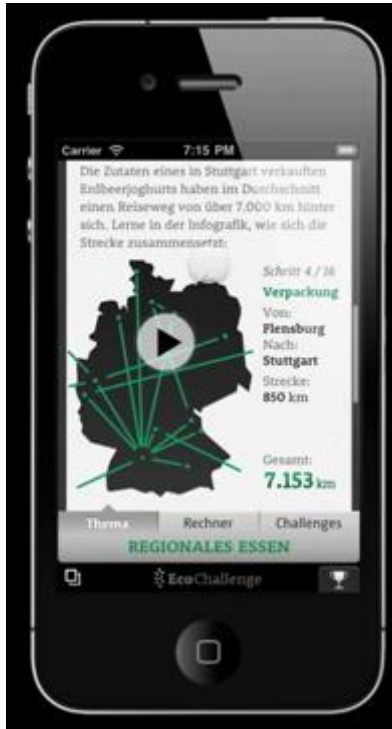 Carrier 7:15 PM
Die Zutaten eines in Stuttgart verkauften
Erdbeerjoghurts haben im Durchschnitt
einen Reiseweg von über 7.000 km hinter
sich. Lerne in der Infografik, wie sich die
Strecke zusammensetzt:
Schritt 4 / 16
Verpackung
Von:
Flensburg
Nach:
Stuttgart
Strecke:
850 km
Gesamt:
7.153 km
Thema Rechner Challenges
REGIONALES ESSEN
EcoChallenge